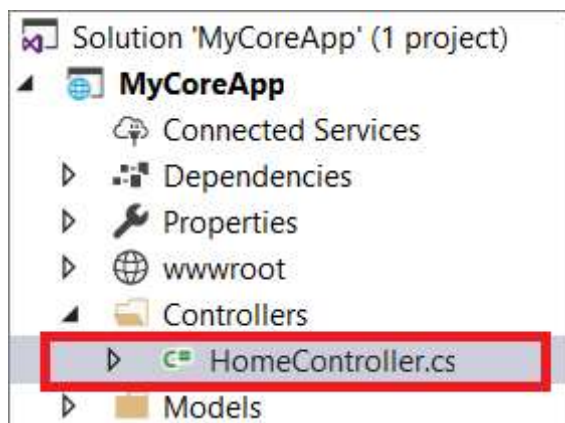 Solution 'MyCoreApp' (1 project)
MyCoreApp
Connected Services
Dependencies
Properties
wwwroot
Controllers
C# HomeController.cs
Models